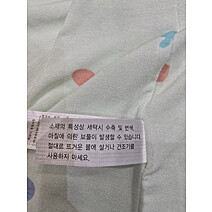 소재의 특성상 세탁시 수축 및 변색,
마찰에 의한 보풀이 발생할 수 있습니다.
절대로 뜨거운 물에 삶거나 건조기를
사용하지 마세요.